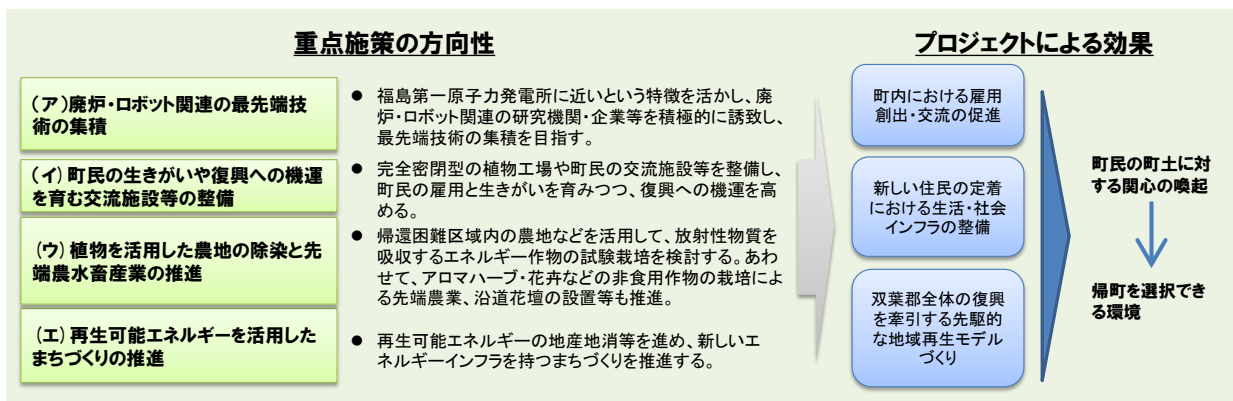 重点施策の方向性
（ア）廃炉・ロボット関連の最先端技
術の集積
● 福島第一原子力発電所に近いという特徴を活かし、廃
炉・ロボット関連の研究機関・企業等を積極的に誘致し、
最先端技術の集積を目指す。
（イ）町民の生きがいや復興への機運
を育む交流施設等の整備
● 完全密閉型の植物工場や町民の交流施設等を整備し、
町民の雇用と生きがいを育みつつ、復興への機運を高
める。
（ウ）植物を活用した農地の除染と先
端農水畜産業の推進
● 帰還困難区域内の農地などを活用して、放射性物質を
吸収するエネルギー作物の試験栽培を検討する。あわ
せて、アロマハーブ・花卉などの非食用作物の栽培によ
る先端農業、沿道花壇の設置等も推進。
（エ）再生可能エネルギーを活用した
まちづくりの推進
● 再生可能エネルギーの地産地消等を進め、新しいエ
ネルギーインフラを持つまちづくりを推進する。
プロジェクトによる効果
町内における雇用
創出・交流の促進
新しい住民の定着
における生活・社会
インフラの整備
双葉郡全体の復興
を牽引する先駆的
な地域再生モデル
づくり
町民の町土に対
する関心の喚起
帰町を選択でき
る環境